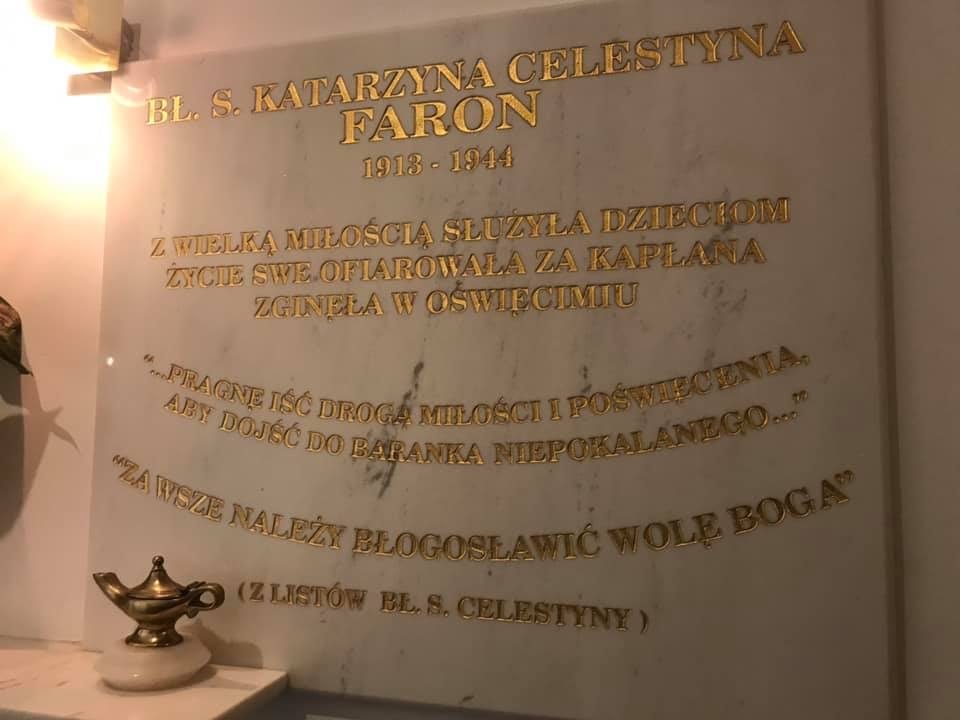 BŁ. S. KATARZYNA CELESTYNA
FARON
1913 - 1944
Z WIELKĄ MIŁOŚCIĄ SŁUŻYŁA DZIECIOM
ŻYCIE SWE OFIAROWAŁA ZA KAPŁANA
ZGINĘŁA W OŚWIĘCIMIU
“...PRAGNĘ IŚĆ DROGĄ MIŁOŚCI I POŚWIĘCENIA,
ABY DOJŚĆ DO BARANKA NIEPOKALANEGO...”
“ZA WSZE NALEŻY BŁOGOSŁAWIĆ WOLĘ BOGA”
(Z LISTÓW BŁ. S. CELESTYNY)